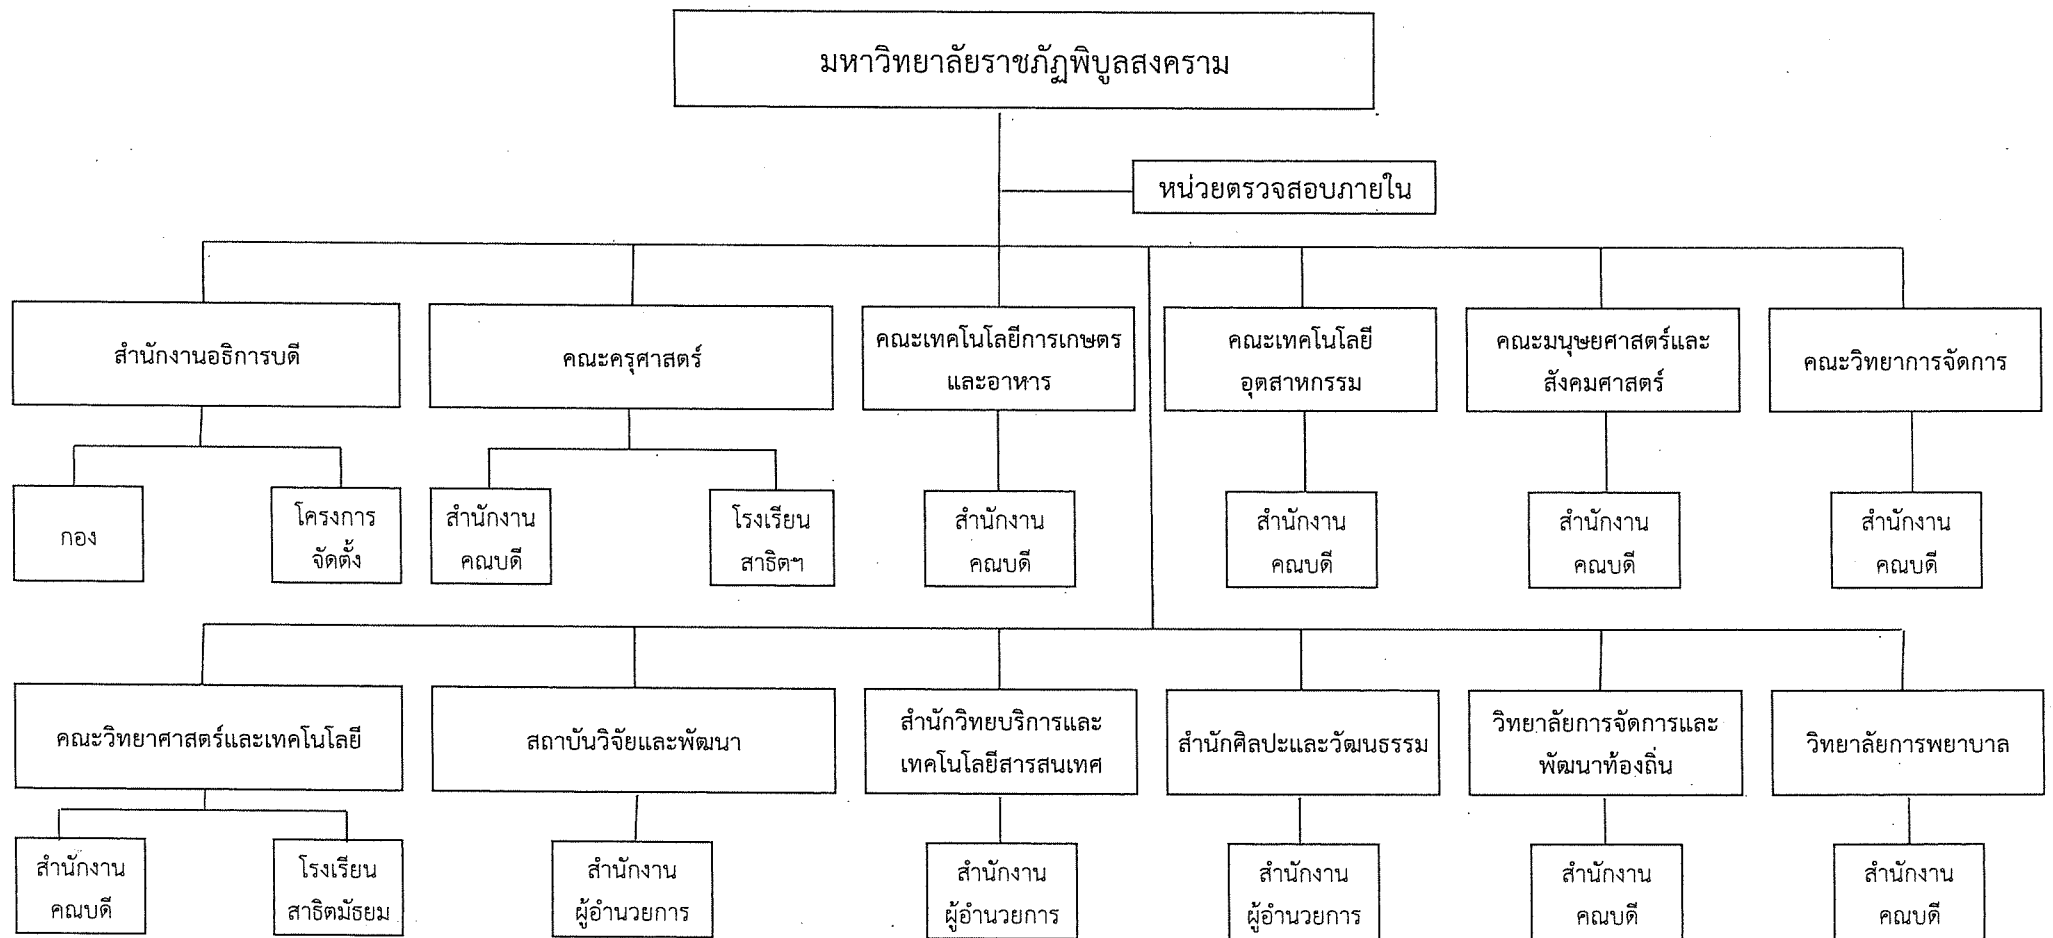 มหาวิทยาลัยราชภัฏพิบูลสงคราม
หน่วยตรวจสอบภายใน
สำนักงานอธิการบดี
คณะครุศาสตร์
คณะเทคโนโลยีการเกษตร
และอาหาร
คณะเทคโนโลยี
อุตสาหกรรม
คณะมนุษยศาสตร์และ
สังคมศาสตร์
คณะวิทยาการจัดการ
กอง
โครงการ
จัดตั้ง
สำนักงาน
คณบดี
โรงเรียน
สาธิตฯ
สำนักงาน
คณบดี
สำนักงาน
คณบดี
สำนักงาน
คณบดี
สำนักงาน
คณบดี
คณะวิทยาศาสตร์และเทคโนโลยี
สถาบันวิจัยและพัฒนา
สำนักวิทยบริการและ
เทคโนโลยีสารสนเทศ
สำนักศิลปะและวัฒนธรรม
วิทยาลัยการจัดการและ
พัฒนาท้องถิ่น
วิทยาลัยการพยาบาล
สำนักงาน
คณบดี
โรงเรียน
สาธิตมัธยม
สำนักงาน
ผู้อำนวยการ
สำนักงาน
ผู้อำนวยการ
สำนักงาน
ผู้อำนวยการ
สำนักงาน
คณบดี
สำนักงาน
คณบดี